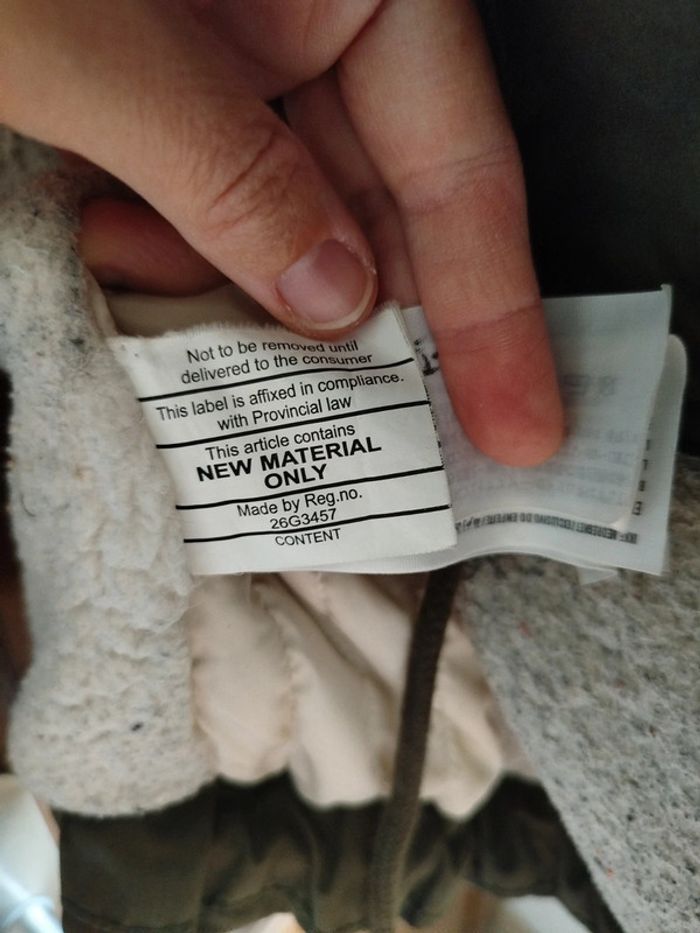 Not to be removed until
delivered to the consumer
This label is affixed in compliance.
with Provincial law
This article contains
NEW MATERIAL
ONLY
Made by Reg.no.
26G3457
CONTENT